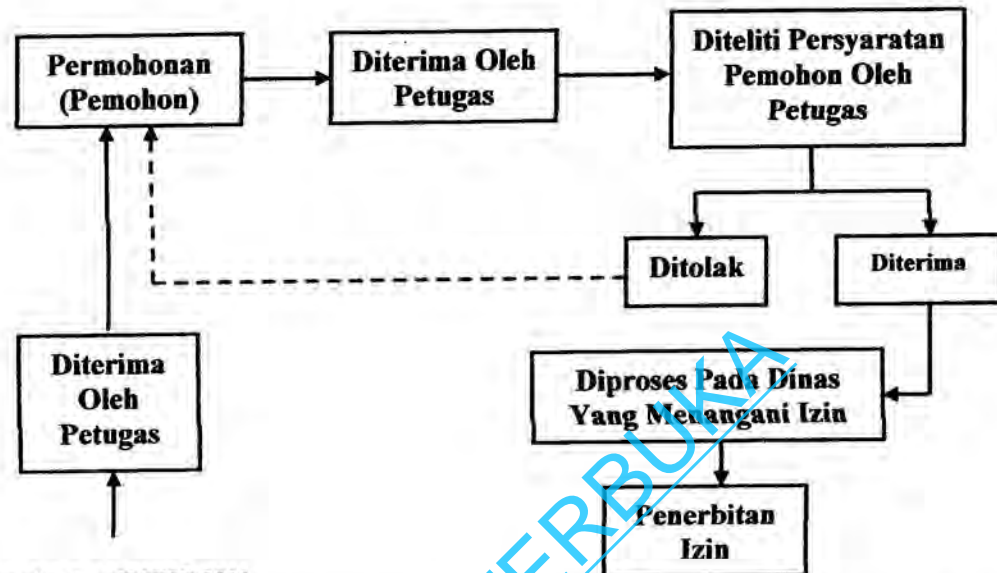 Permohonan
(Pemohon)
Diterima Oleh
Petugas
Diteliti Persyaratan
Pemohon Oleh
Petugas
Ditolak
Diterima
Diterima
Oleh
Petugas
Diproses Pada Dinas
Yang Menangani Izin
Penerbitan
Izin
TERBUKA